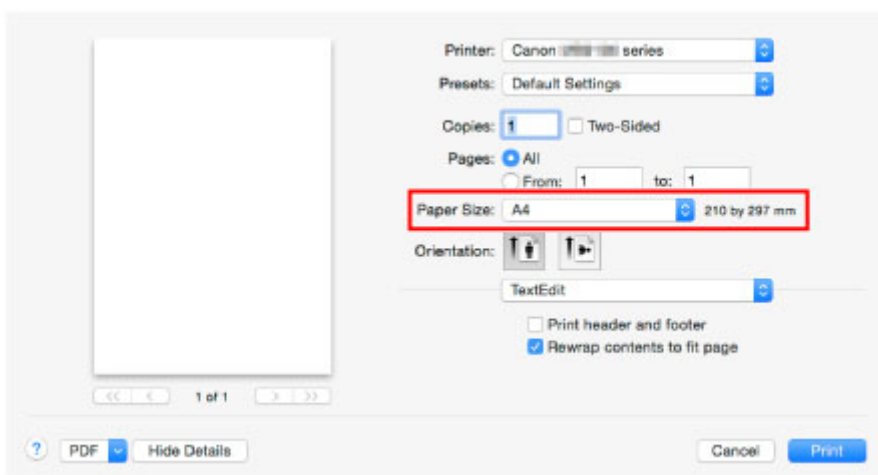 Printer: Canon series
Presets: Default Settings
Copies: 1 Two-Sided
Pages: All
From: 1 to: 1
Paper Size: A4 210 by 297 mm
Orientation:
TextEdit
Print header and footer
Rewrap contents to fit page
<< < 1 of 1 > >>
? PDF Hide Details Cancel Print